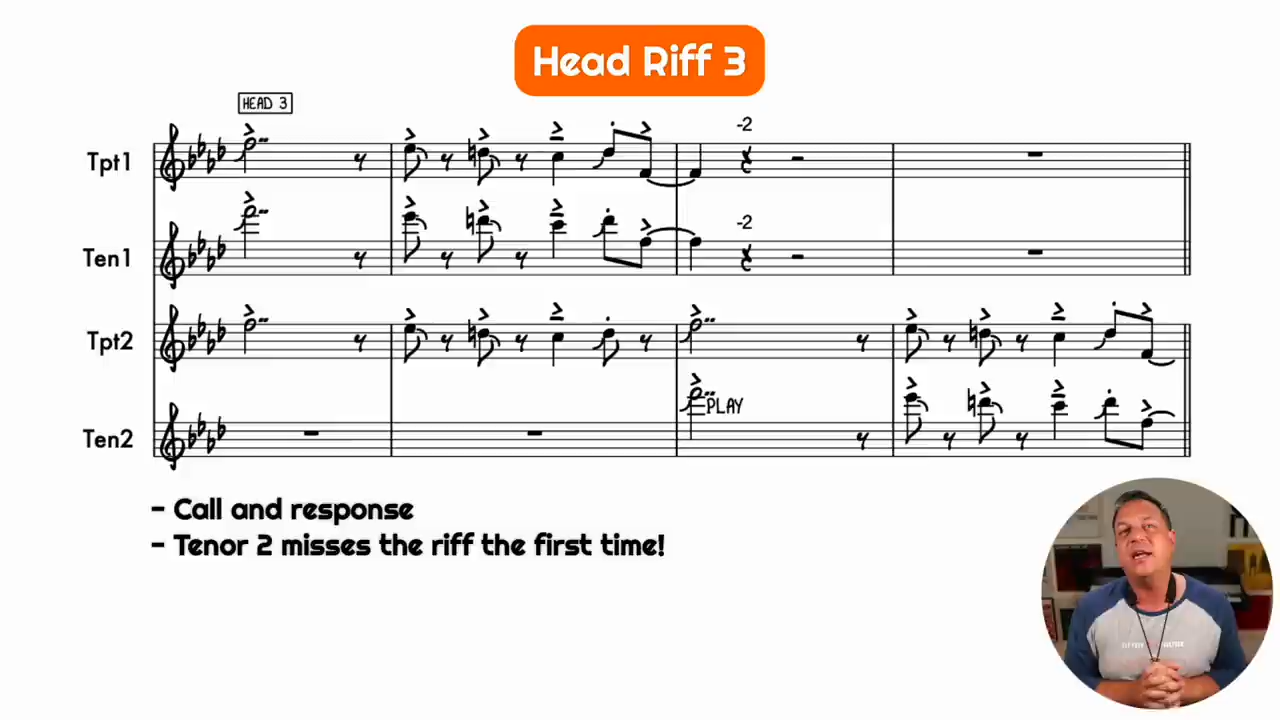 Head Riff 3
HEAD 3
Tpt1
-2
Ten1
-2
Tpt2
Ten2
PLAY
- Call and response
- Tenor 2 misses the riff the first time!